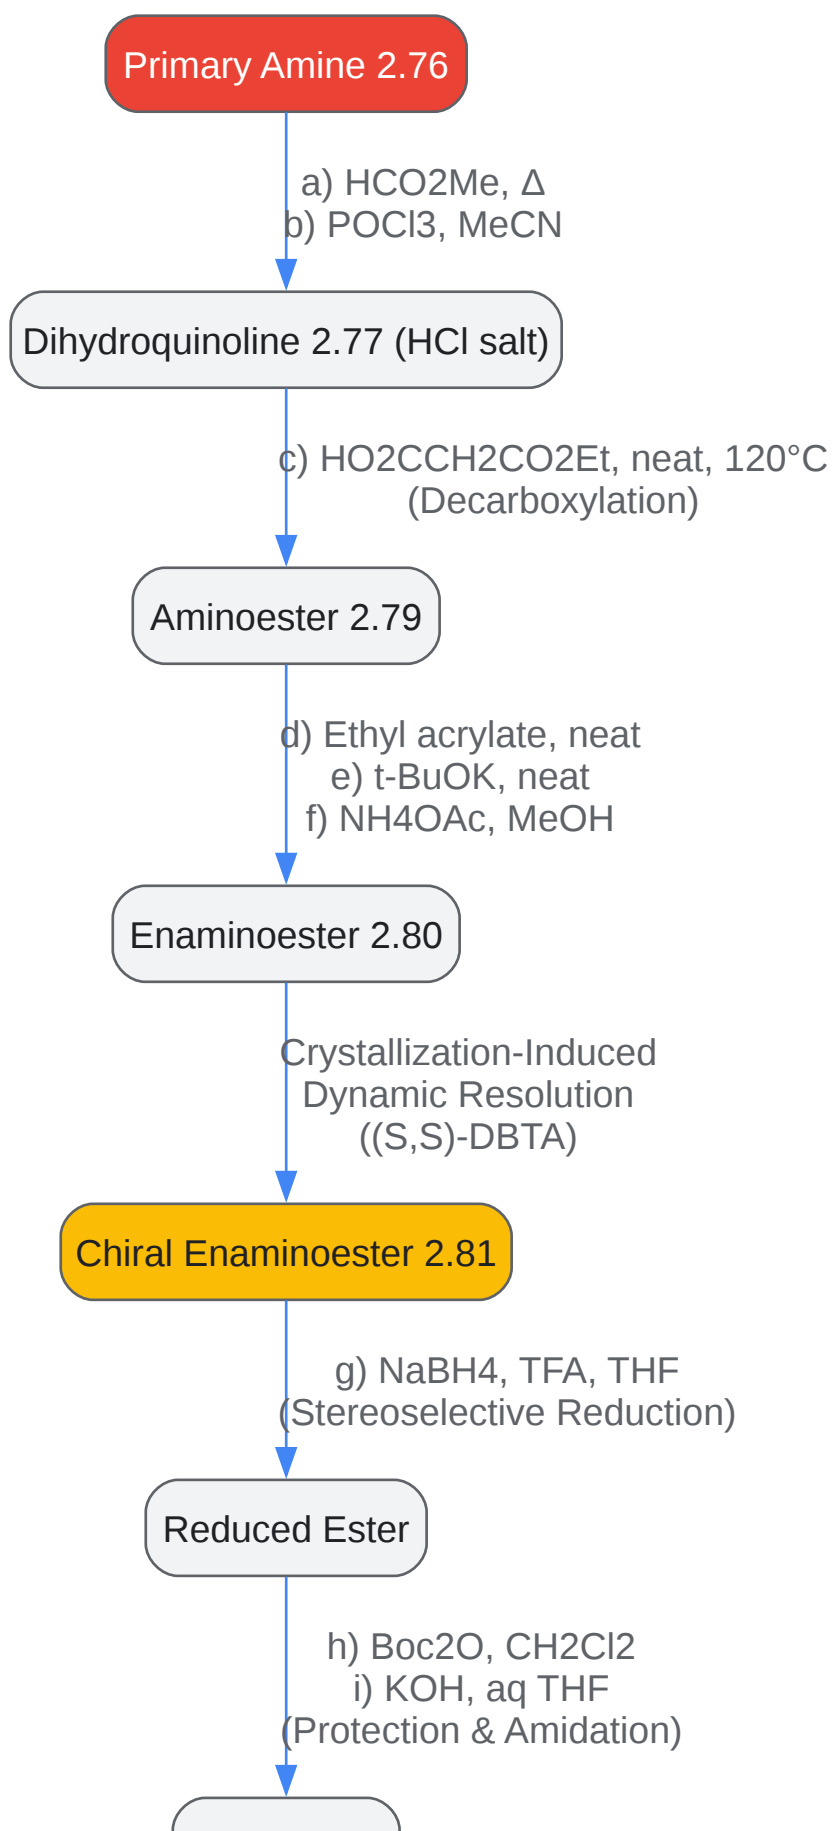 Primary Amine 2.76
a) HCO2Me, Δ
b) POCl3, MeCN
Dihydroquinoline 2.77 (HCl salt)
c) HO2CCH2CO2Et, neat, 120°C
(Decarboxylation)
Aminoester 2.79
d) Ethyl acrylate, neat
e) t-BuOK, neat
f) NH4OAc, MeOH
Enaminoester 2.80
Crystallization-Induced
Dynamic Resolution
((S,S)-DBTA)
Chiral Enaminoester 2.81
g) NaBH4, TFA, THF
(Stereoselective Reduction)
Reduced Ester
h) Boc2O, CH2Cl2
i) KOH, aq THF
(Protection & Amidation)